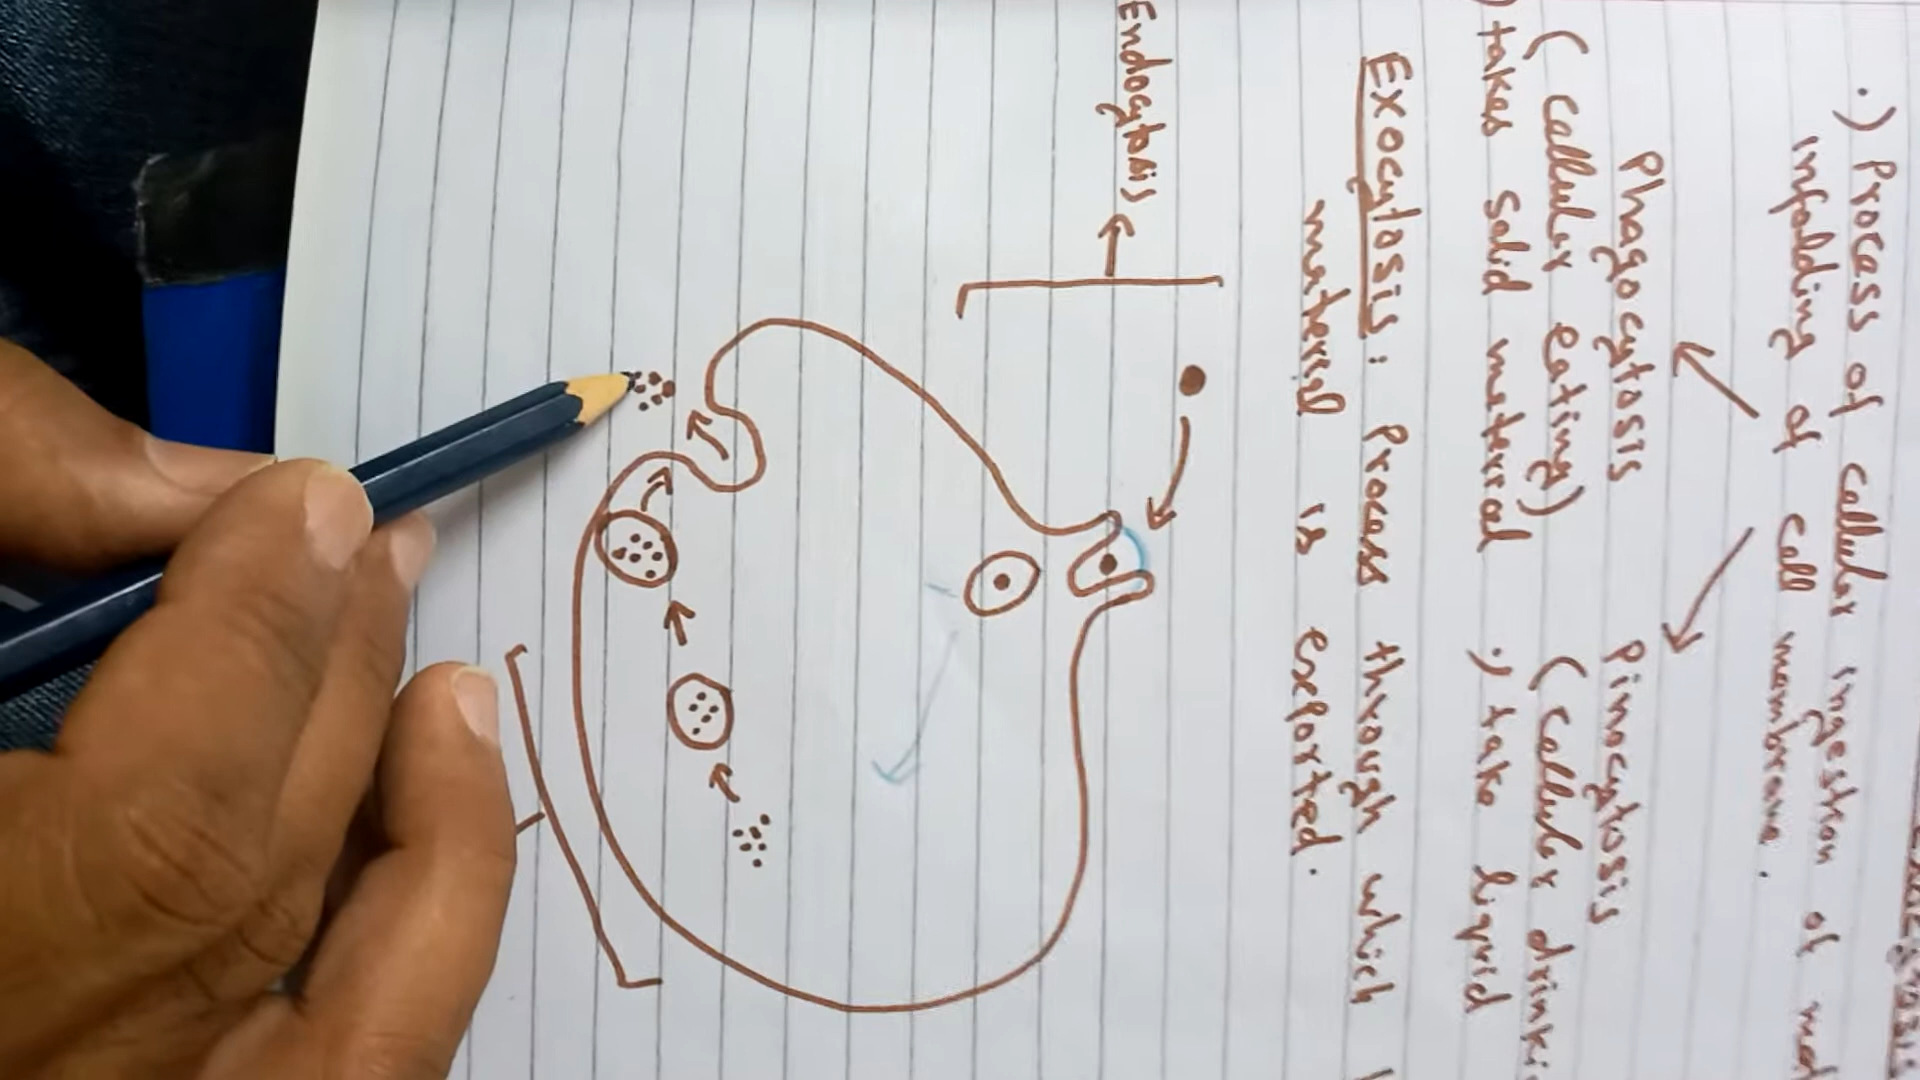 .) Process of cellular ingestion of
infolding of cell membrane.
Phagocytosis Pinocytosis
(Cellular eating) (Cellular
takes solid material .) take liquid
Exocytosis: Process through which
material is exported.
Endocytosis